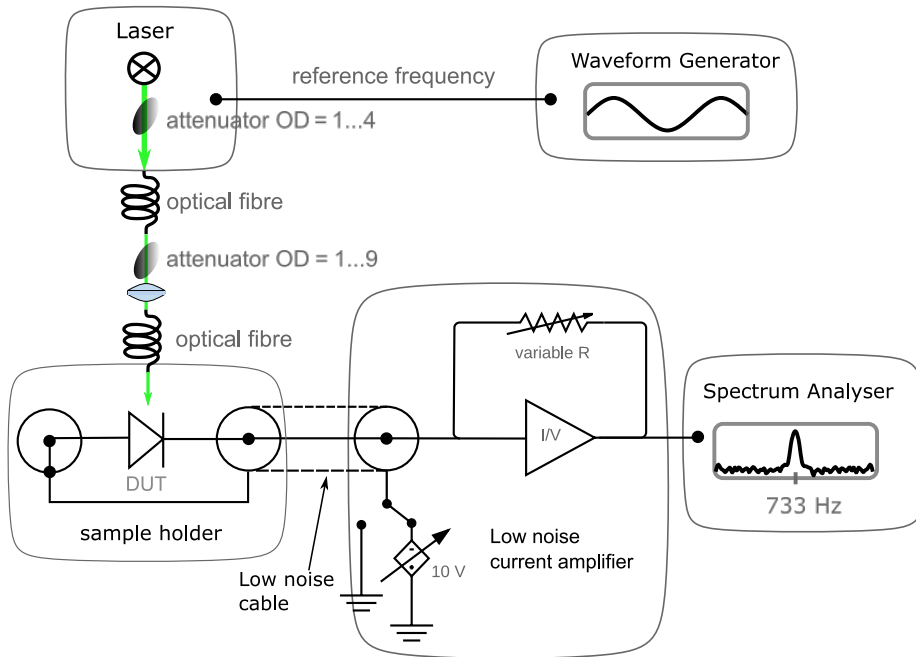 Laser
Waveform Generator
reference frequency
attenuator OD = 1...4
optical fibre
attenuator OD = 1...9
optical fibre
variable R
Spectrum Analyser
I/V
DUT
733 Hz
sample holder
Low noise
current amplifier
10 V
Low noise
cable